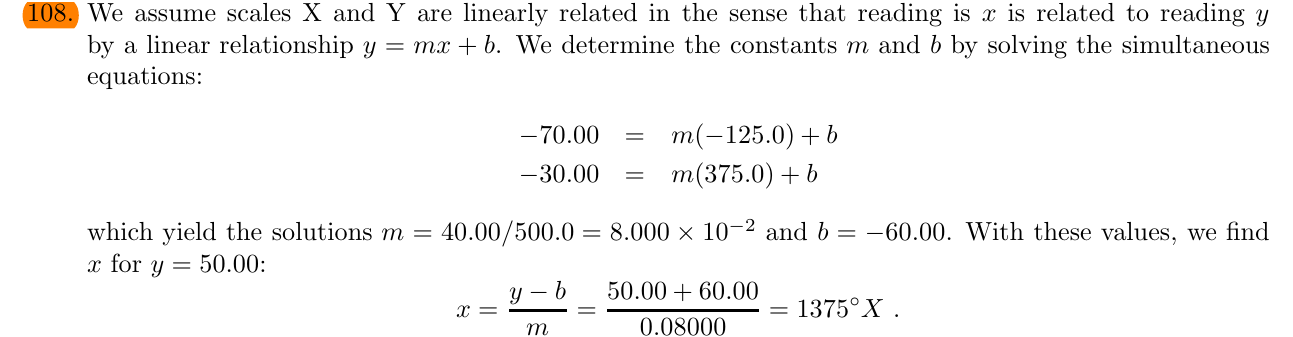 108. We assume scales X and Y are linearly related in the sense that reading is x is related to reading y
by a linear relationship y = mx + b. We determine the constants m and b by solving the simultaneous
equations:
−70.00 = m(−125.0) + b
−30.00 = m(375.0) + b
which yield the solutions m = 40.00/500.0 = 8.000 × 10⁻² and b = −60.00. With these values, we find
x for y = 50.00:
x = (y − b)/m = (50.00 + 60.00)/0.08000 = 1375°X .